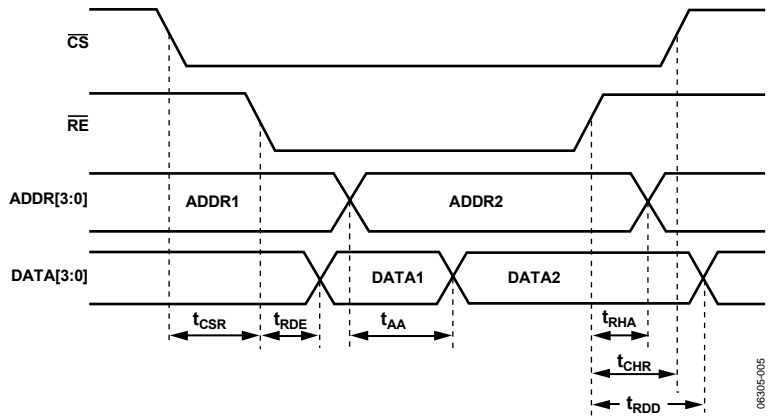 CS
RE
ADDR[3:0]
ADDR1
ADDR2
DATA[3:0]
DATA1
DATA2
tCSR
tRDE
tAA
tRHA
tCHR
tRDD
06305-005